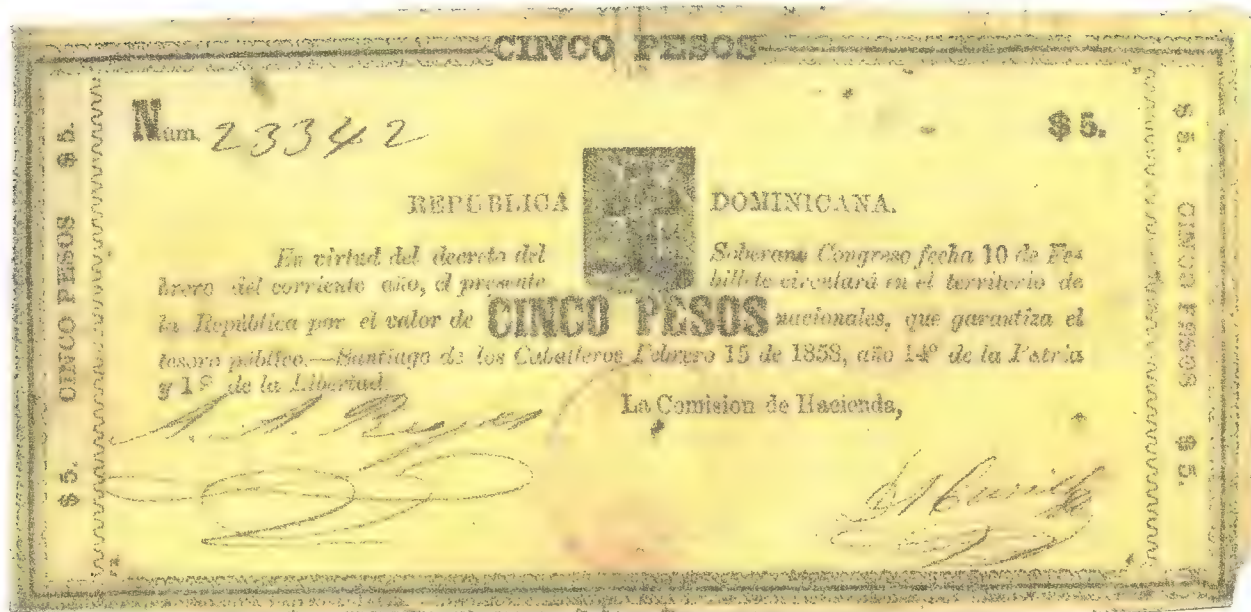 CINCO PESOS
Núm. 23342
$ 5.
REPUBLICA DOMINICANA.
En virtud del decreto del Soberano Congreso fecha 10 de Fe-
brero del corriente año, el presente billete circulará en el territorio de
la República por el valor de CINCO PESOS nacionales, que garantiza el
tesoro público.—Santiago de los Caballeros Febrero 15 de 1858, año 14º de la Patria
y 1º de la Libertad.
La Comision de Hacienda,
$ 5. CINCO PESOS $ 5.
$ 5. CINCO PESOS $ 5.